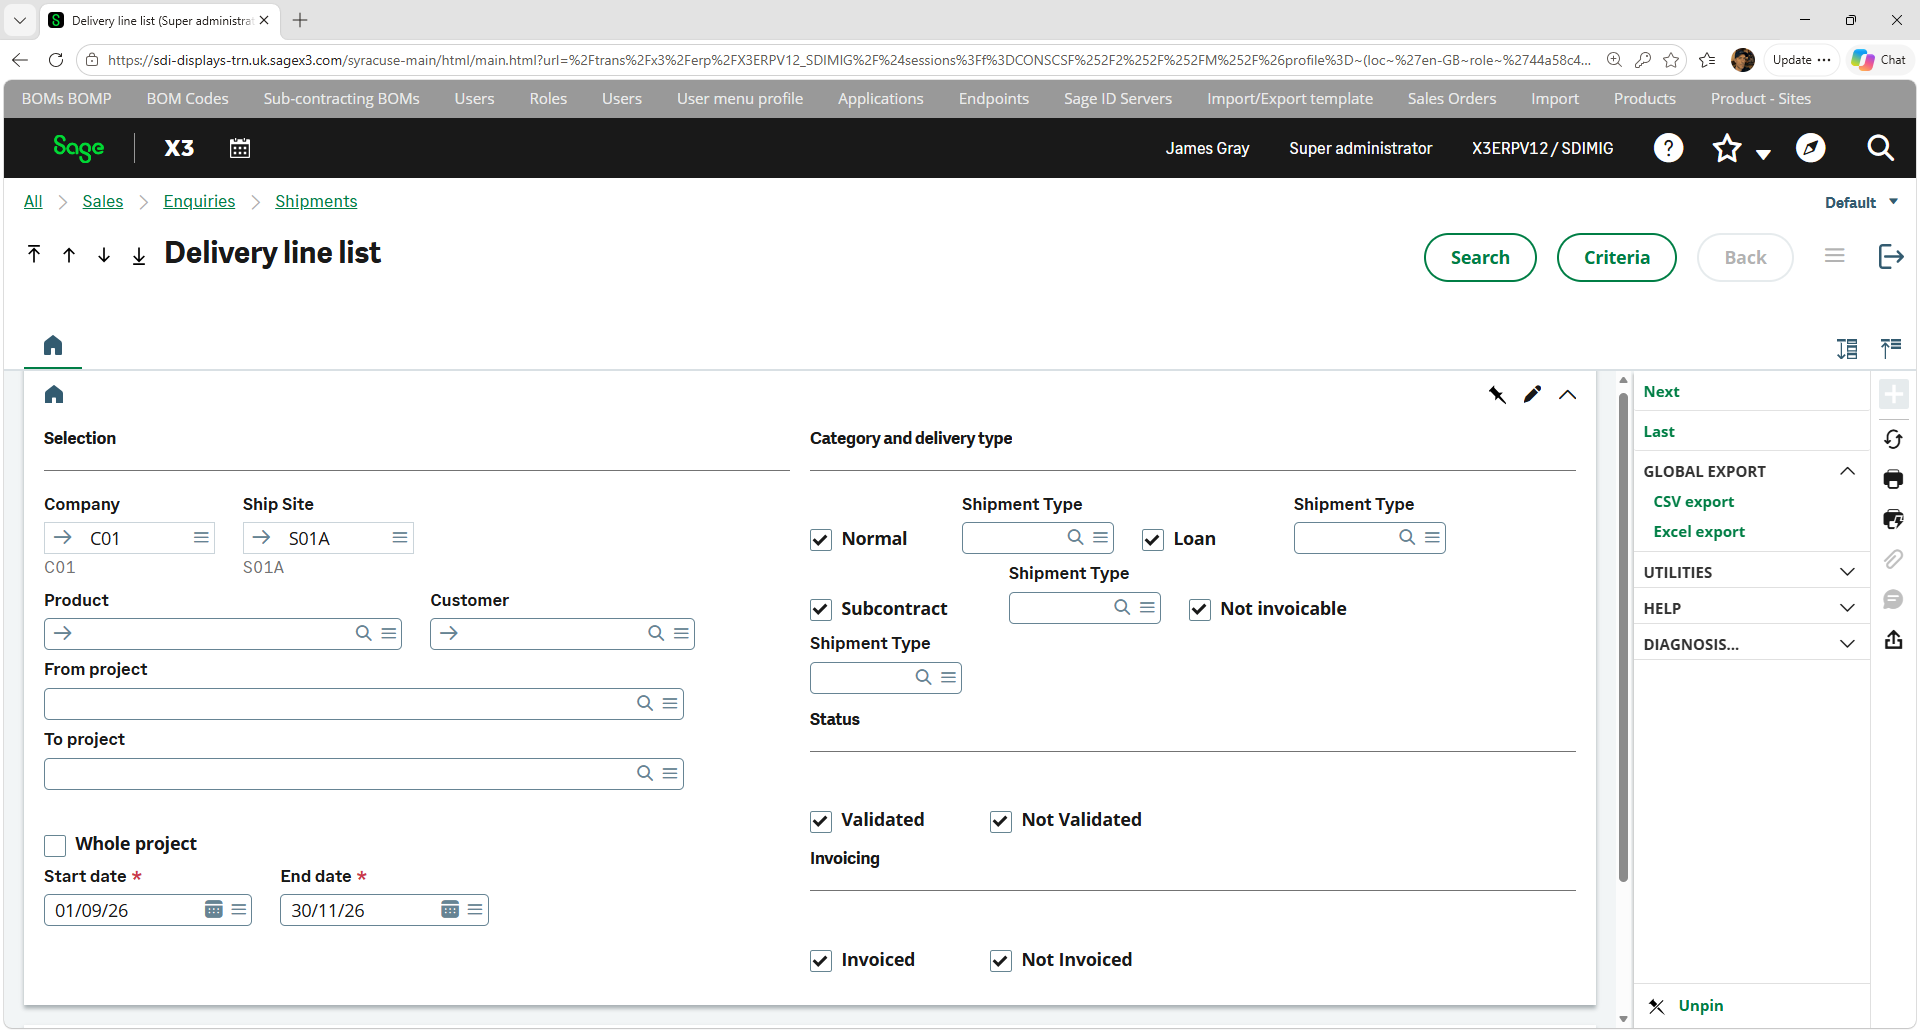 Delivery line list (Super administra
https://sdi-displays-trn.uk.sagex3.com/syracuse-main/html/main.html?url=%2Ftrans%2Fx3%2Ferp%2FX3ERPV12_SDIMIG%2F%24sessions%3Ff%3DCONSCSF%252F2%252F%252FM%252F%26profile%3D~(loc~%27en-GB~role~%2744a58c4... Update Chat
BOMs BOMP BOM Codes Sub-contracting BOMs Users Roles Users User menu profile Applications Endpoints Sage ID Servers Import/Export template Sales Orders Import Products Product - Sites
Sage X3 James Gray Super administrator X3ERPV12 / SDIMIG
All Sales Enquiries Shipments Default
Delivery line list Search Criteria Back
Next
Last
GLOBAL EXPORT
CSV export
Excel export
UTILITIES
HELP
DIAGNOSIS...
Unpin
Selection
Company Ship Site
C01 S01A
C01 S01A
Product Customer
From project
To project
Whole project
Start date * End date *
01/09/26 30/11/26
Category and delivery type
Shipment Type Shipment Type
Normal Loan
Shipment Type
Subcontract Not invoicable
Shipment Type
Status
Validated Not Validated
Invoicing
Invoiced Not Invoiced